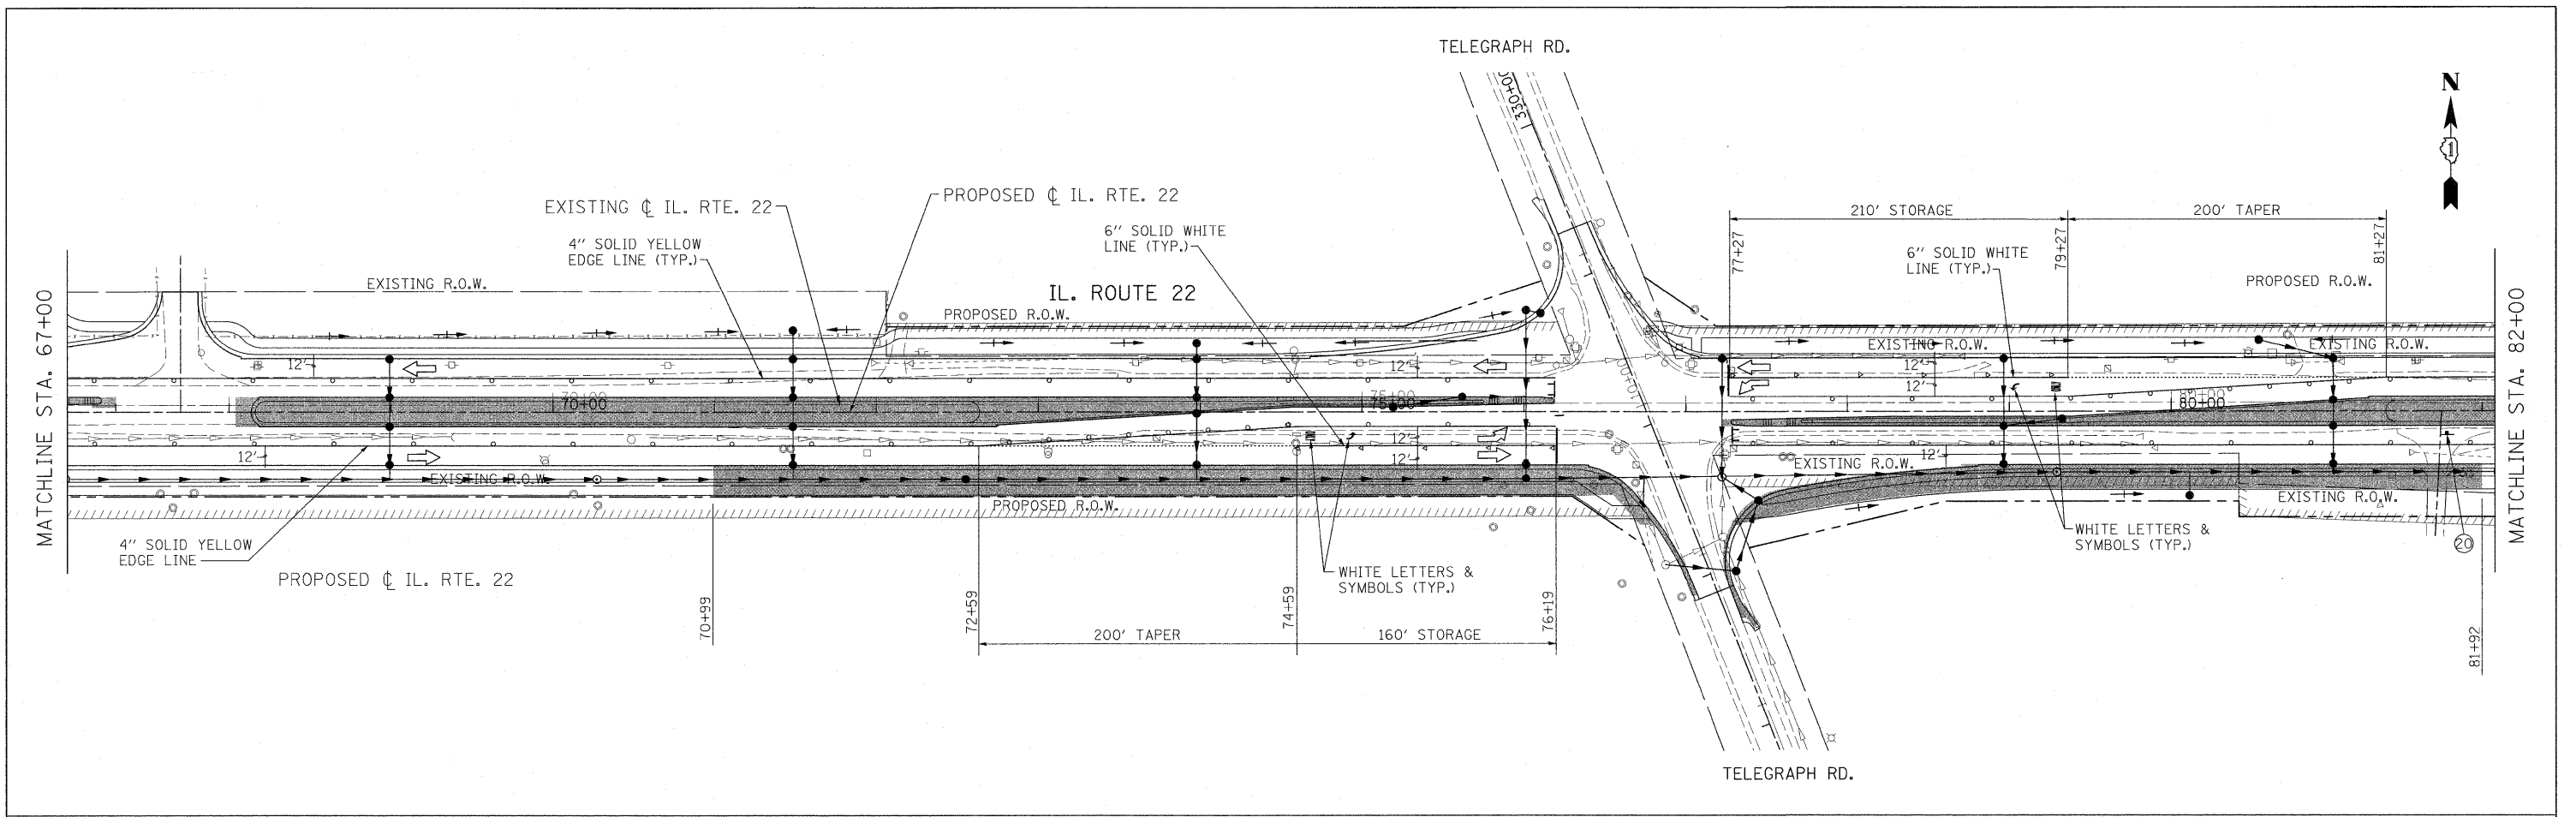 TELEGRAPH RD.
330+00
N
1
PROPOSED ℄ IL. RTE. 22
EXISTING ℄ IL. RTE. 22
210' STORAGE
200' TAPER
6" SOLID WHITE
LINE (TYP.)
4" SOLID YELLOW
EDGE LINE (TYP.)
77+27
79+27
81+27
6" SOLID WHITE
LINE (TYP.)
EXISTING R.O.W.
IL. ROUTE 22
PROPOSED R.O.W.
PROPOSED R.O.W.
MATCHLINE STA. 67+00
MATCHLINE STA. 82+00
EXISTING R.O.W.
EXISTING R.O.W.
12'
12'
12'
12'
70+00
75+00
80+00
12'
12'
12'
12'
EXISTING R.O.W.
EXISTING R.O.W.
EXISTING R.O.W.
PROPOSED R.O.W.
4" SOLID YELLOW
EDGE LINE
WHITE LETTERS &
SYMBOLS (TYP.)
20
PROPOSED ℄ IL. RTE. 22
WHITE LETTERS &
SYMBOLS (TYP.)
70+99
72+59
74+59
76+19
81+92
200' TAPER
160' STORAGE
TELEGRAPH RD.